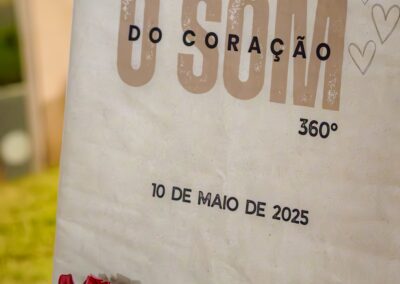 O SOM
DO CORAÇÃO
360º
10 DE MAIO DE 2025